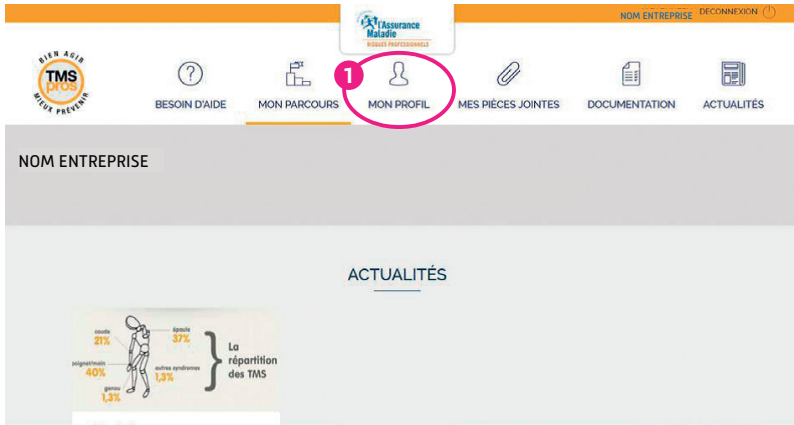 NOM ENTREPRISE DECONNEXION
l'Assurance
Maladie
RISQUES PROFESSIONNELS
BIEN AGIR
TMS
pros
MIEUX PRÉVENIR
1
BESOIN D'AIDE
MON PARCOURS
MON PROFIL
MES PIÈCES JOINTES
DOCUMENTATION
ACTUALITÉS
NOM ENTREPRISE
ACTUALITÉS
coude
21%
épaule
37%
poignet/main
40%
autres syndromes
1,3%
genou
1,3%
La
répartition
des TMS